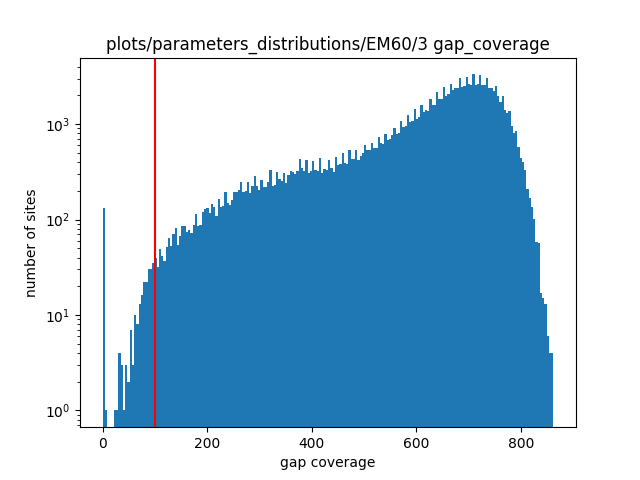 plots/parameters_distributions/EM60/3 gap_coverage
number of sites
10³
10²
10¹
10⁰
0 200 400 600 800
gap coverage